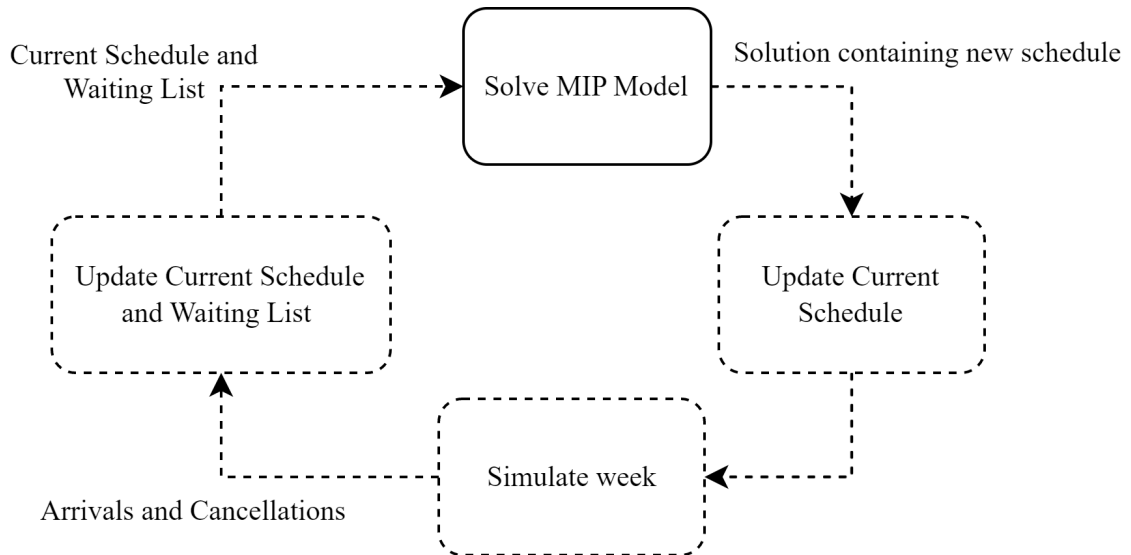 Current Schedule and
Waiting List
Solve MIP Model
Solution containing new schedule
Update Current Schedule
and Waiting List
Update Current
Schedule
Simulate week
Arrivals and Cancellations